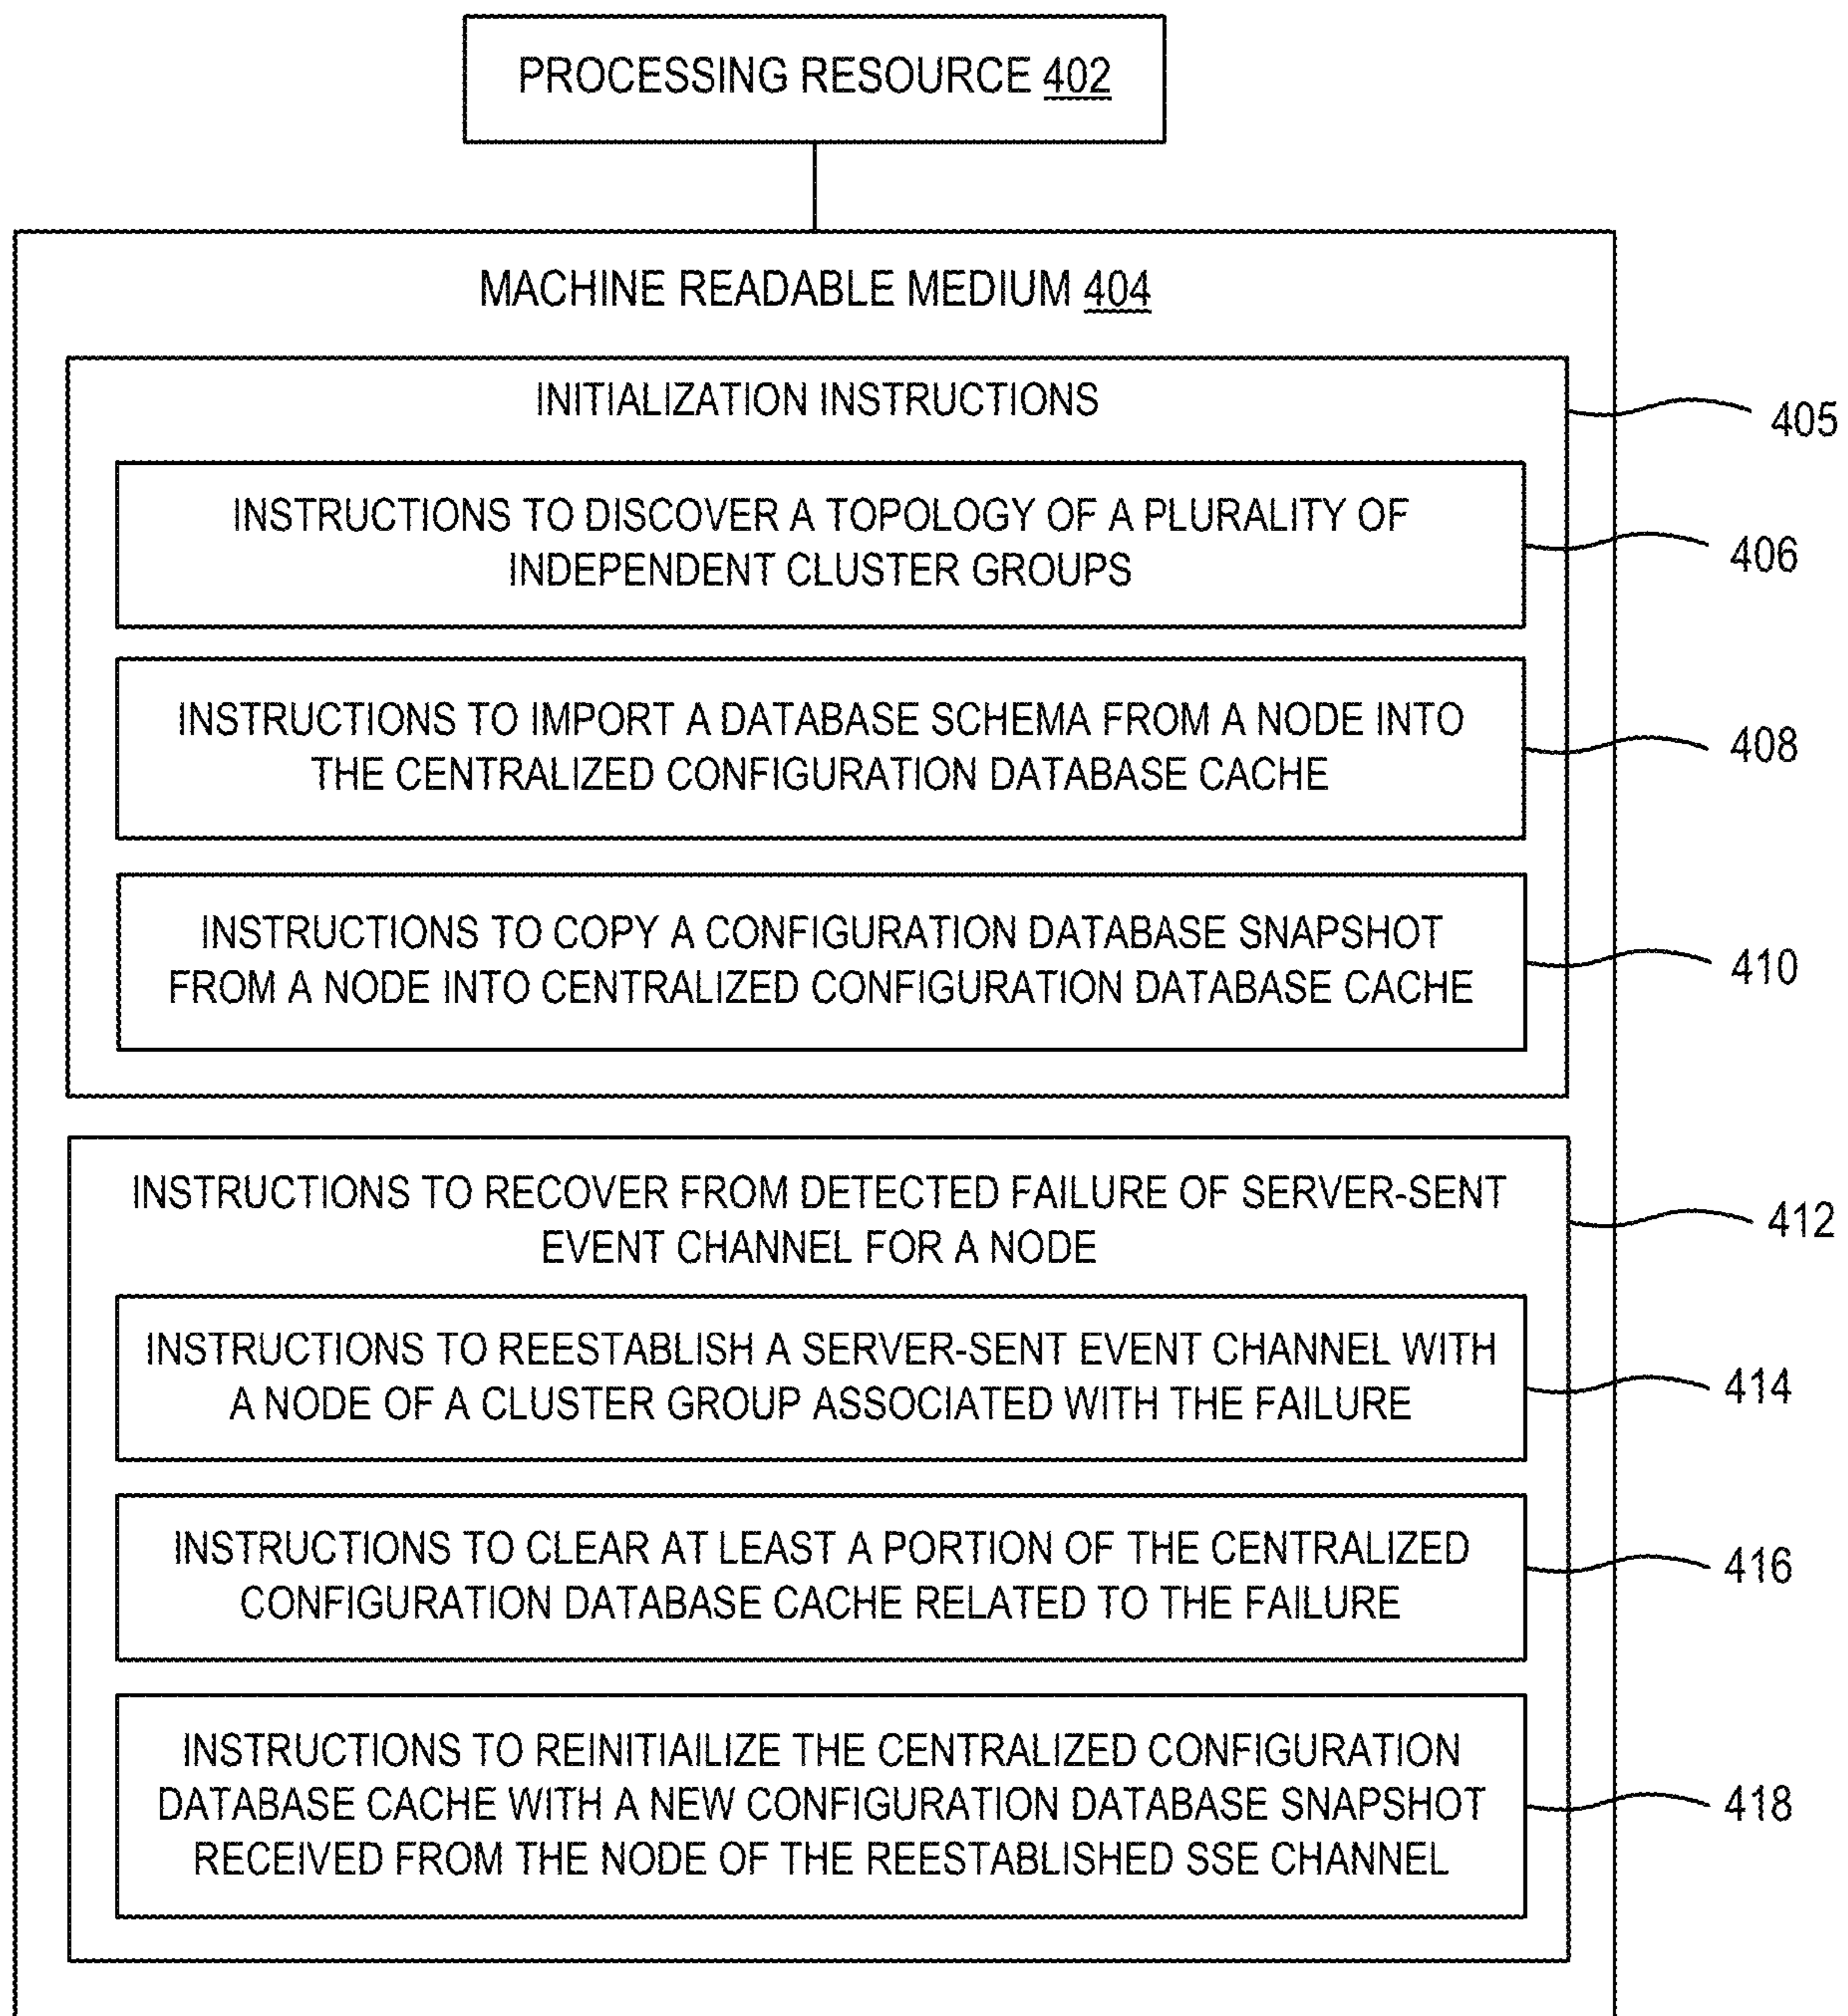 PROCESSING RESOURCE 402
MACHINE READABLE MEDIUM 404
INITIALIZATION INSTRUCTIONS
405
INSTRUCTIONS TO DISCOVER A TOPOLOGY OF A PLURALITY OF
INDEPENDENT CLUSTER GROUPS
406
INSTRUCTIONS TO IMPORT A DATABASE SCHEMA FROM A NODE INTO
THE CENTRALIZED CONFIGURATION DATABASE CACHE
408
INSTRUCTIONS TO COPY A CONFIGURATION DATABASE SNAPSHOT
FROM A NODE INTO CENTRALIZED CONFIGURATION DATABASE CACHE
410
INSTRUCTIONS TO RECOVER FROM DETECTED FAILURE OF SERVER-SENT
EVENT CHANNEL FOR A NODE
412
INSTRUCTIONS TO REESTABLISH A SERVER-SENT EVENT CHANNEL WITH
A NODE OF A CLUSTER GROUP ASSOCIATED WITH THE FAILURE
414
INSTRUCTIONS TO CLEAR AT LEAST A PORTION OF THE CENTRALIZED
CONFIGURATION DATABASE CACHE RELATED TO THE FAILURE
416
INSTRUCTIONS TO REINITIAILIZE THE CENTRALIZED CONFIGURATION
DATABASE CACHE WITH A NEW CONFIGURATION DATABASE SNAPSHOT
RECEIVED FROM THE NODE OF THE REESTABLISHED SSE CHANNEL
418